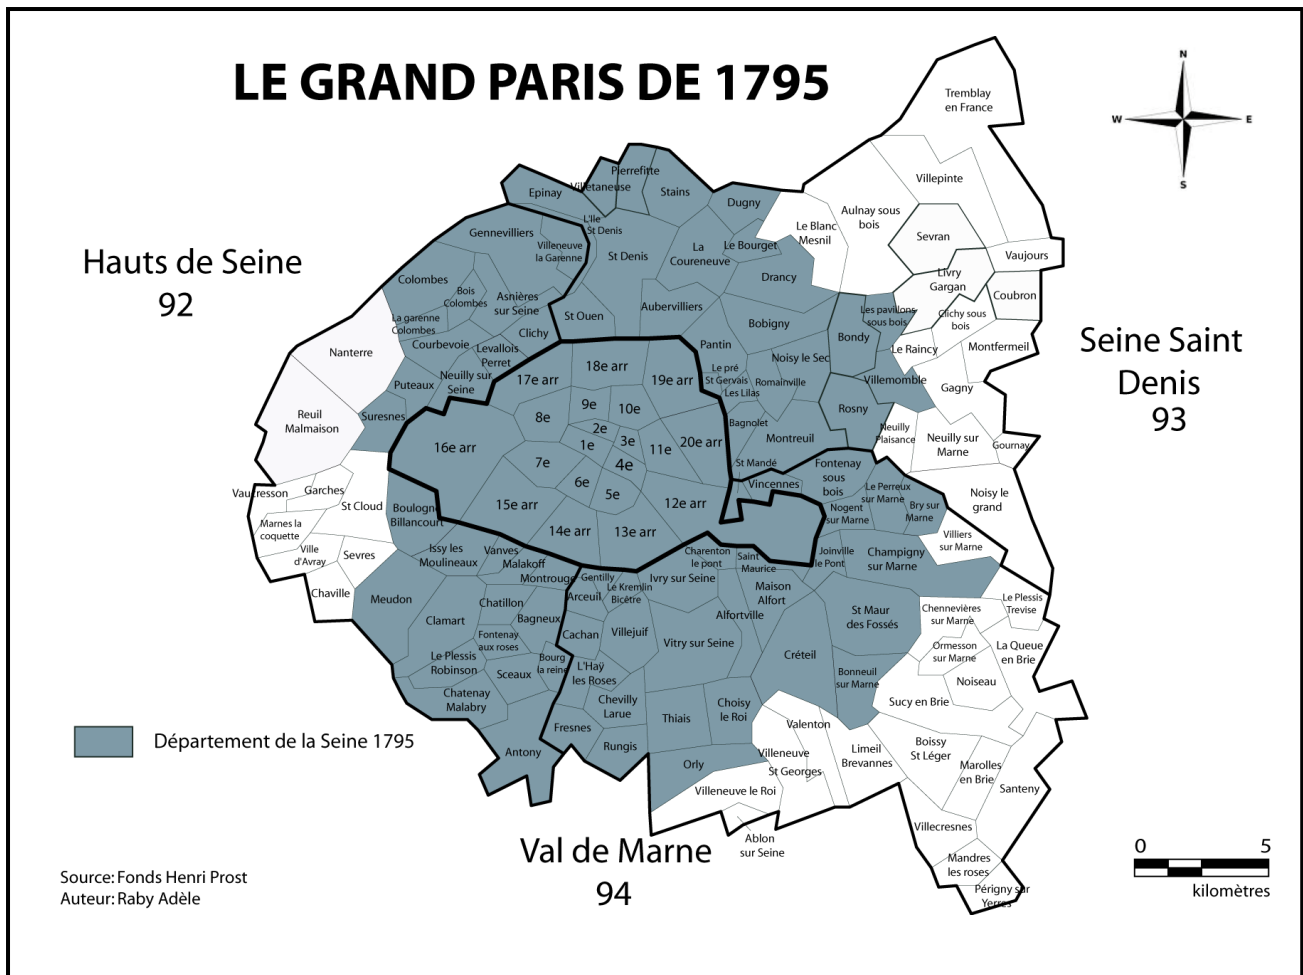 LE GRAND PARIS DE 1795
N
W
E
S
Hauts de Seine
92
Seine Saint
Denis
93
Val de Marne
94
Tremblay
en France
Villepinte
Aulnay sous
bois
Sevran
Le Blanc
Mesnil
Vaujours
Livry
Gargan
Coubron
Clichy sous
bois
Montfermeil
Le Raincy
Gagny
Les pavillons
sous bois
Bondy
Villemomble
Rosny
Neuilly
Plaisance
Neuilly sur
Marne
Gournay
Noisy le
grand
Epinay
Villetaneuse
Pierrefitte
Stains
Dugny
L'Ile
St Denis
St Denis
La
Coureneuve
Le Bourget
Drancy
Aubervilliers
St Ouen
Bobigny
Pantin
Noisy le Sec
Le pré
St Gervais
Les Lilas
Romainville
Bagnolet
Montreuil
Gennevilliers
Villeneuve
la Garenne
Colombes
Bois
Colombes
Asnières
sur Seine
La garenne
Colombes
Courbevoie
Clichy
Levallois
Perret
Neuilly sur
Seine
Puteaux
Nanterre
Suresnes
Reuil
Malmaison
17e arr
18e arr
19e arr
8e
9e
10e
2e
1e
3e
11e
20e arr
16e arr
7e
4e
6e
5e
15e arr
12e arr
14e arr
13e arr
Vaucresson
Garches
St Cloud
Marnes la
coquette
Ville
d'Avray
Sevres
Chaville
Boulogne
Billancourt
Issy les
Moulineaux
Vanves
Malakoff
Montrouge
Meudon
Clamart
Chatillon
Bagneux
Fontenay
aux roses
Le Plessis
Robinson
Sceaux
Bourg
la reine
Chatenay
Malabry
Antony
St Mandé
Vincennes
Fontenay
sous
bois
Le Perreux
sur Marne
Nogent
sur Marne
Bry sur
Marne
Villiers
sur Marne
Charenton
le pont
Saint
Maurice
Joinville
le Pont
Champigny
sur Marne
Gentilly
Le Kremlin
Bicêtre
Ivry sur Seine
Arceuil
Maison
Alfort
Alfortville
St Maur
des Fossés
Cachan
Villejuif
Vitry sur Seine
Créteil
Bonneuil
sur Marne
L'Haÿ
les Roses
Chevilly
Larue
Thiais
Choisy
le Roi
Fresnes
Rungis
Orly
Chennevières
sur Marne
Le Plessis
Trevise
Ormesson
sur Marne
La Queue
en Brie
Noiseau
Sucy en Brie
Valenton
Limeil
Brevannes
Boissy
St Léger
Marolles
en Brie
Santeny
Villeneuve
St Georges
Villeneuve le Roi
Ablon
sur Seine
Villecresnes
Mandres
les roses
Périgny sur
Yerres
Département de la Seine 1795
Source: Fonds Henri Prost
Auteur: Raby Adèle
0
5
kilomètres